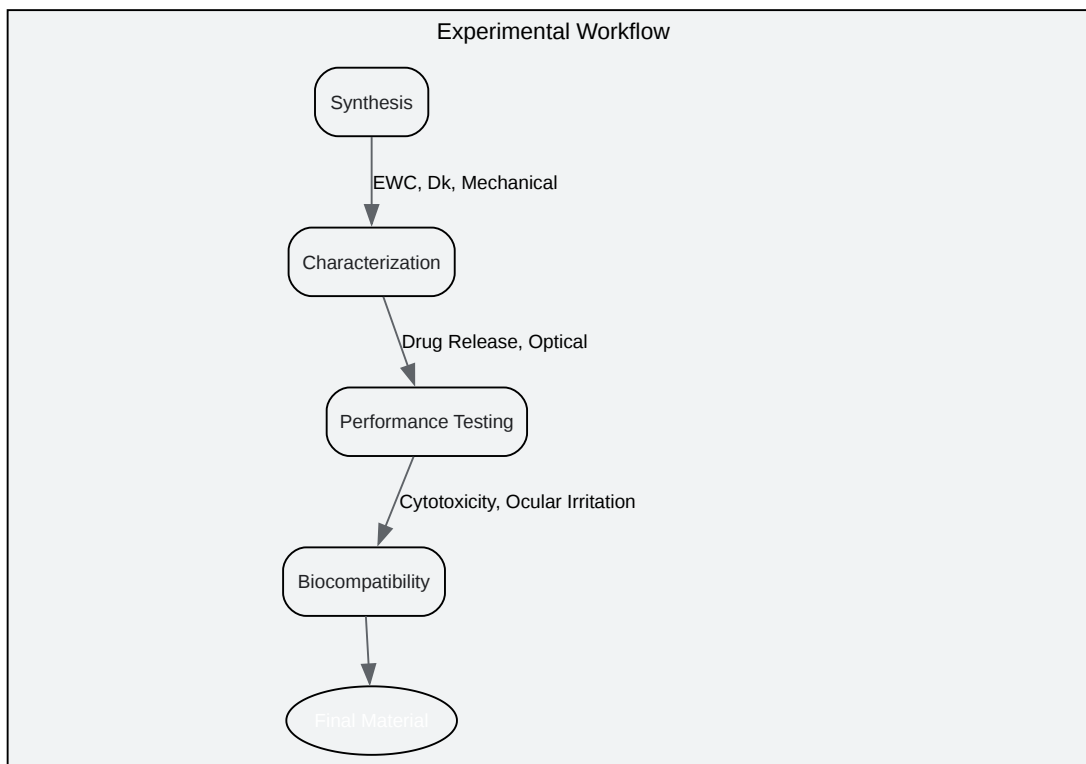 Experimental Workflow
Synthesis
EWC, Dk, Mechanical
Characterization
Drug Release, Optical
Performance Testing
Cytotoxicity, Ocular Irritation
Biocompatibility
Final Material